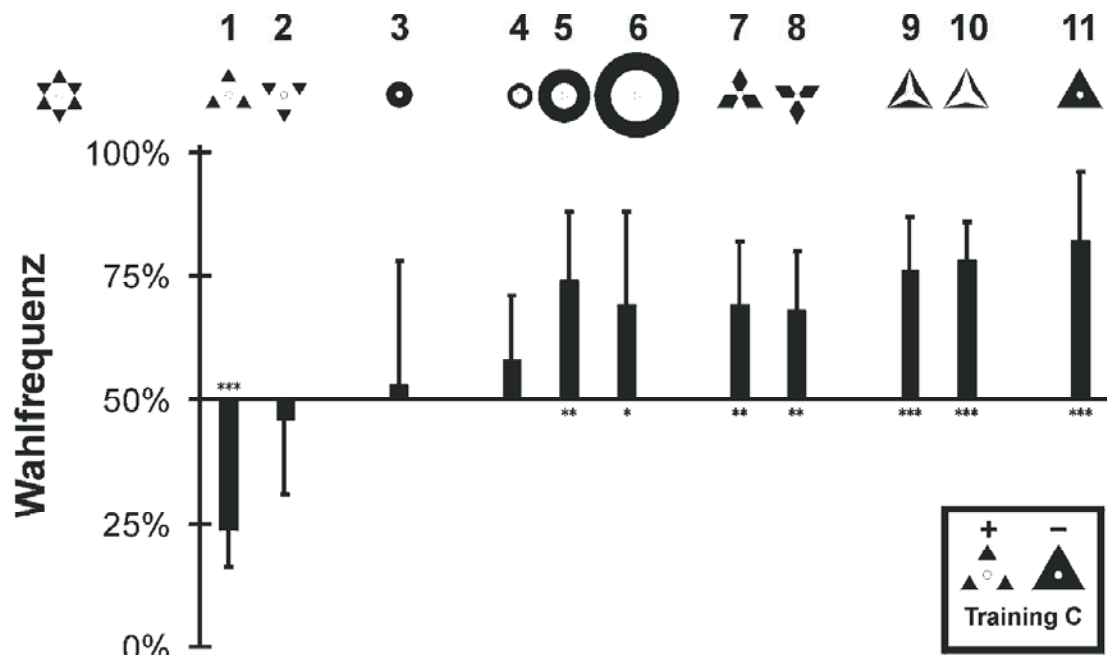 1 2 3 4 5 6 7 8 9 10 11
100%
75%
50%
25%
0%
Wahlfrequenz
***
** * ** ** *** *** ***
+ −
Training C